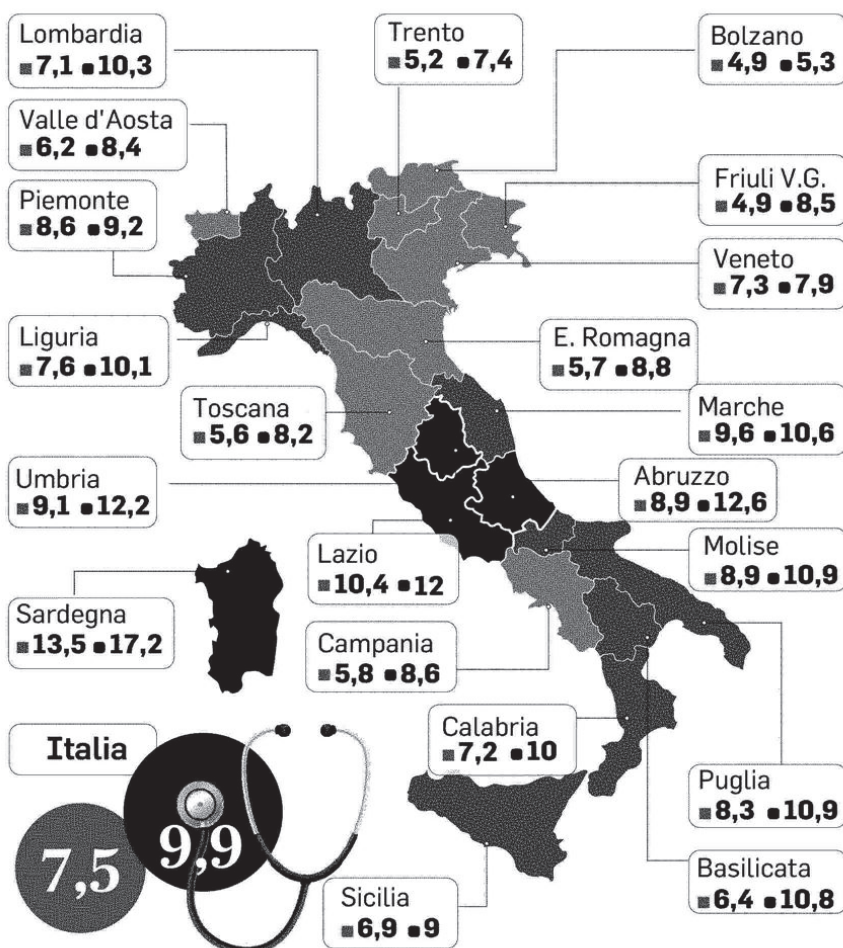 Lombardia
7,1 10,3
Trento
5,2 7,4
Bolzano
4,9 5,3
Valle d'Aosta
6,2 8,4
Friuli V.G.
4,9 8,5
Piemonte
8,6 9,2
Veneto
7,3 7,9
Liguria
7,6 10,1
E. Romagna
5,7 8,8
Toscana
5,6 8,2
Marche
9,6 10,6
Umbria
9,1 12,2
Abruzzo
8,9 12,6
Lazio
10,4 12
Molise
8,9 10,9
Sardegna
13,5 17,2
Campania
5,8 8,6
Calabria
7,2 10
Italia
7,5
9,9
Puglia
8,3 10,9
Basilicata
6,4 10,8
Sicilia
6,9 9